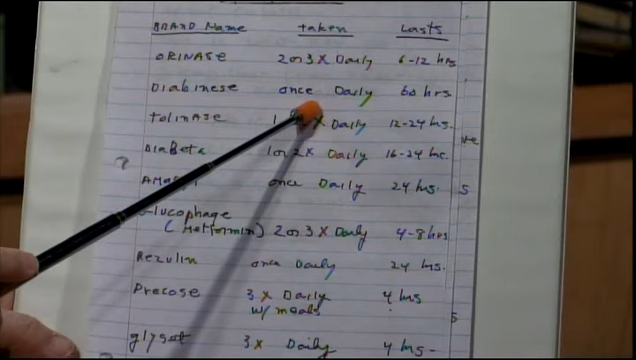 BRAND Name taken Lasts
ORINASE 2 or 3 x Daily 6-12 hrs
Diabinese once Daily 60 hrs
TolinAse 1 x Daily 12-24 hrs.
DiaBeta 1 or 2 x Daily 16-24 hrs.
once Daily 24 hrs.
Glucophage
(Metformin) 2 or 3 x Daily 4-8 hrs
Rezulin once Daily 24 hrs.
Precose 3 x Daily 4 hrs
w/ meals
glyset 3 x Daily 4 hrs-